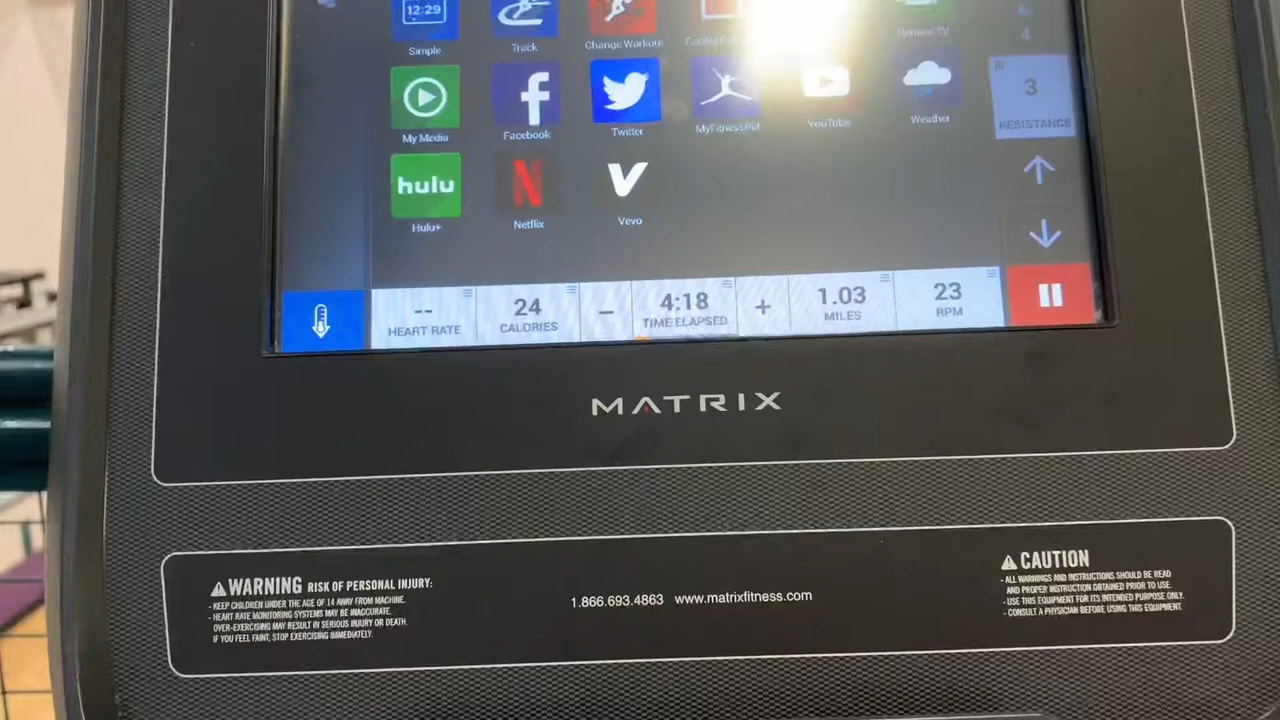 12:29
4
Simple
Track
Change Workout
Remote TV
3
RESISTANCE
My Media
Facebook
Twitter
MyFitnessPal
YouTube
Weather
hulu
N
V
Hulu+
Netflix
Vevo
--
HEART RATE
24
CALORIES
−
4:18
TIME ELAPSED
+
1.03
MILES
23
RPM
MATRIX
WARNING RISK OF PERSONAL INJURY:
- KEEP CHILDREN UNDER THE AGE OF 14 AWAY FROM MACHINE.
- HEART RATE MONITORING SYSTEMS MAY BE INACCURATE.
OVER-EXERCISING MAY RESULT IN SERIOUS INJURY OR DEATH.
IF YOU FEEL FAINT, STOP EXERCISING IMMEDIATELY.
1.866.693.4863 www.matrixfitness.com
CAUTION
- ALL WARNINGS AND INSTRUCTIONS SHOULD BE READ
AND PROPER INSTRUCTION OBTAINED PRIOR TO USE.
- USE THIS EQUIPMENT FOR ITS INTENDED PURPOSE ONLY.
- CONSULT A PHYSICIAN BEFORE USING THIS EQUIPMENT.